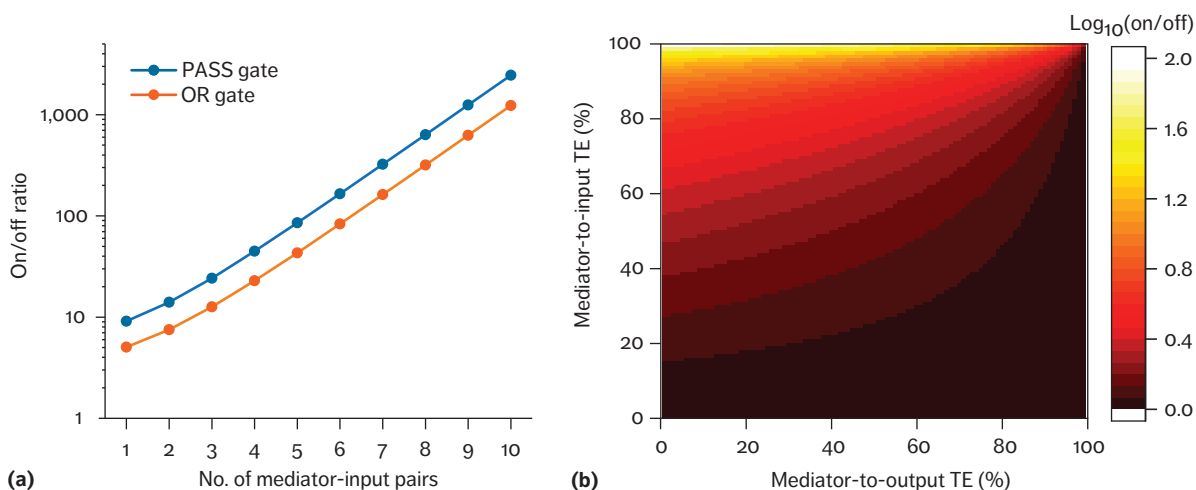 PASS gate
OR gate
1,000
100
10
1
On/off ratio
1 2 3 4 5 6 7 8 9 10
No. of mediator-input pairs
(a)
Log₁₀(on/off)
100
80
60
40
20
0
Mediator-to-input TE (%)
0 20 40 60 80 100
Mediator-to-output TE (%)
2.0
1.6
1.2
0.8
0.4
0.0
(b)